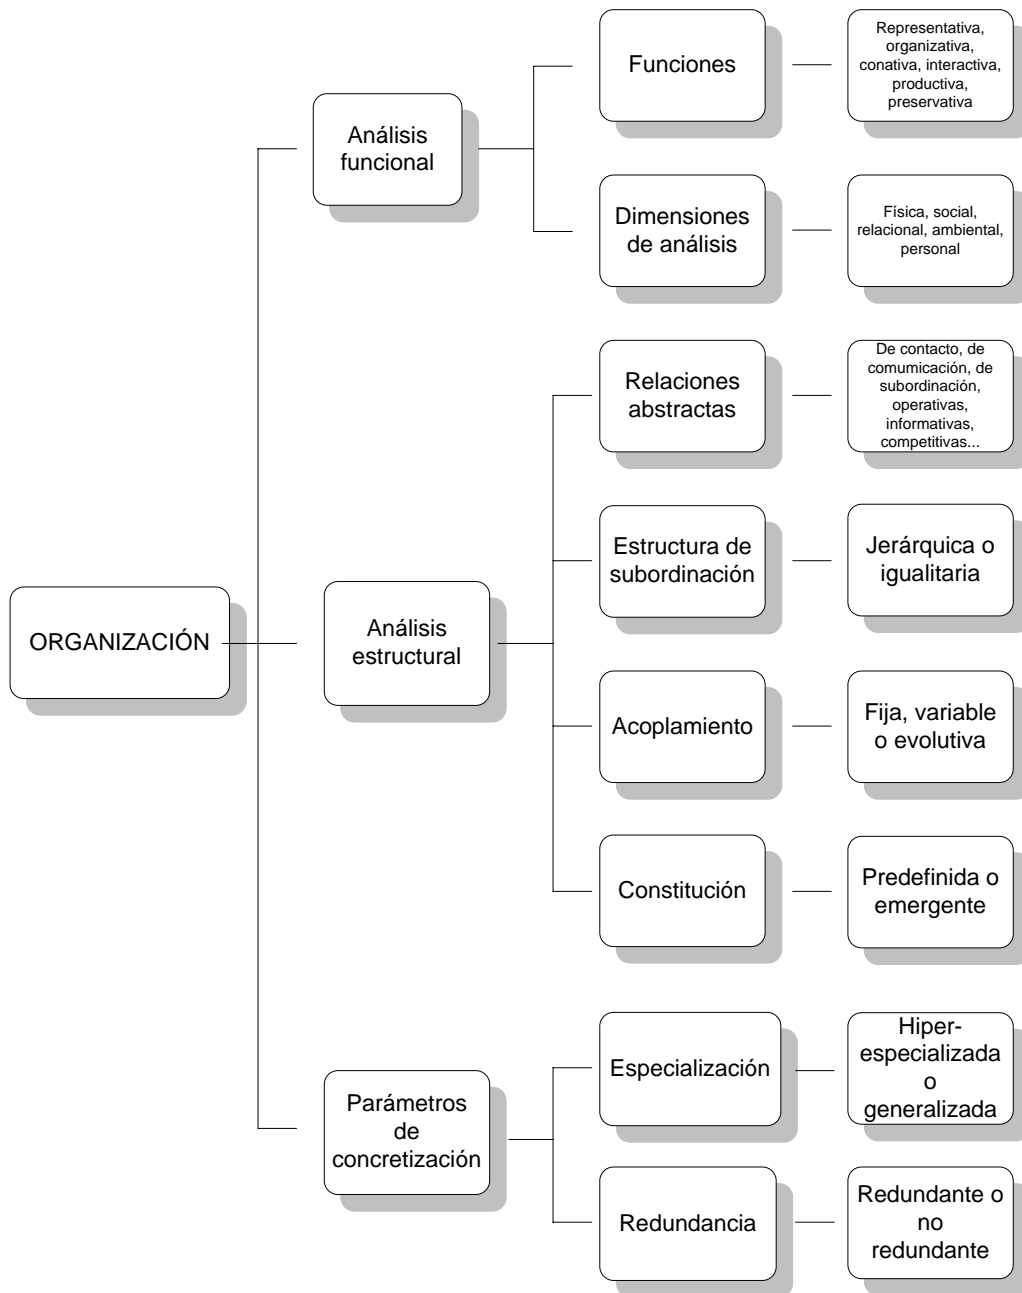 Funciones
Representativa,
organizativa,
conativa, interactiva,
productiva,
preservativa
Análisis
funcional
Dimensiones
de análisis
Física, social,
relacional, ambiental,
personal
Relaciones
abstractas
De contacto, de
comumicación, de
subordinación,
operativas,
informativas,
competitivas...
Estructura de
subordinación
Jerárquica o
igualitaria
ORGANIZACIÓN
Análisis
estructural
Acoplamiento
Fija, variable
o evolutiva
Constitución
Predefinida o
emergente
Parámetros
de
concretización
Especialización
Hiper-
especializada
o
generalizada
Redundancia
Redundante o
no
redundante